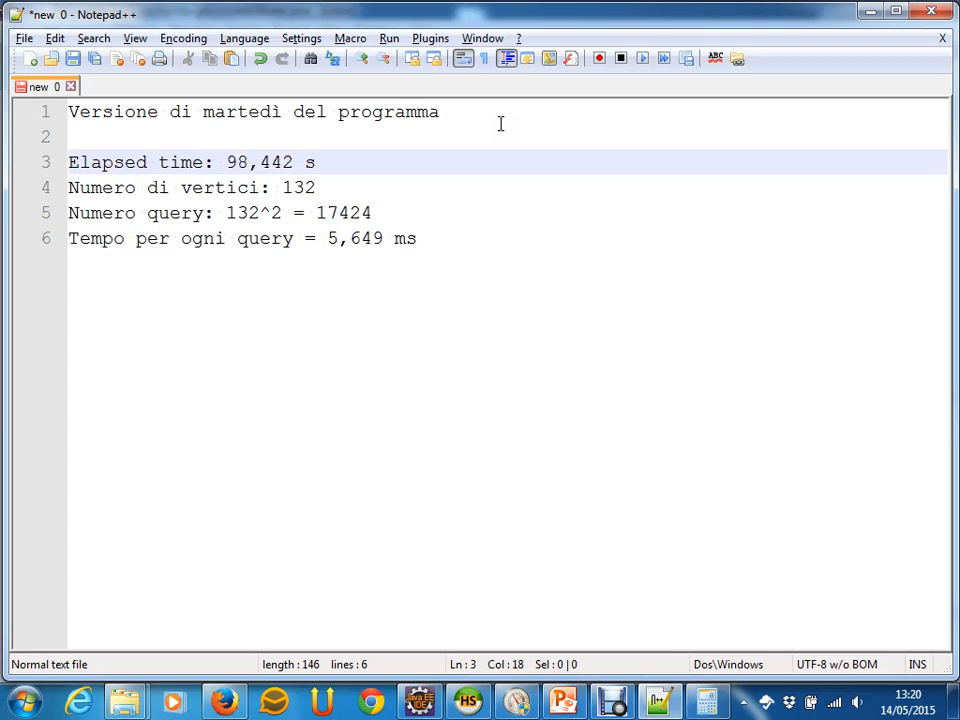 *new 0 - Notepad++
File Edit Search View Encoding Language Settings Macro Run Plugins Window ? X
new 0
1 Versione di martedì del programma
2
3 Elapsed time: 98,442 s
4 Numero di vertici: 132
5 Numero query: 132^2 = 17424
6 Tempo per ogni query = 5,649 ms
Normal text file length : 146 lines : 6 Ln : 3 Col : 18 Sel : 0 | 0 Dos\Windows UTF-8 w/o BOM INS
13:20
14/05/2015